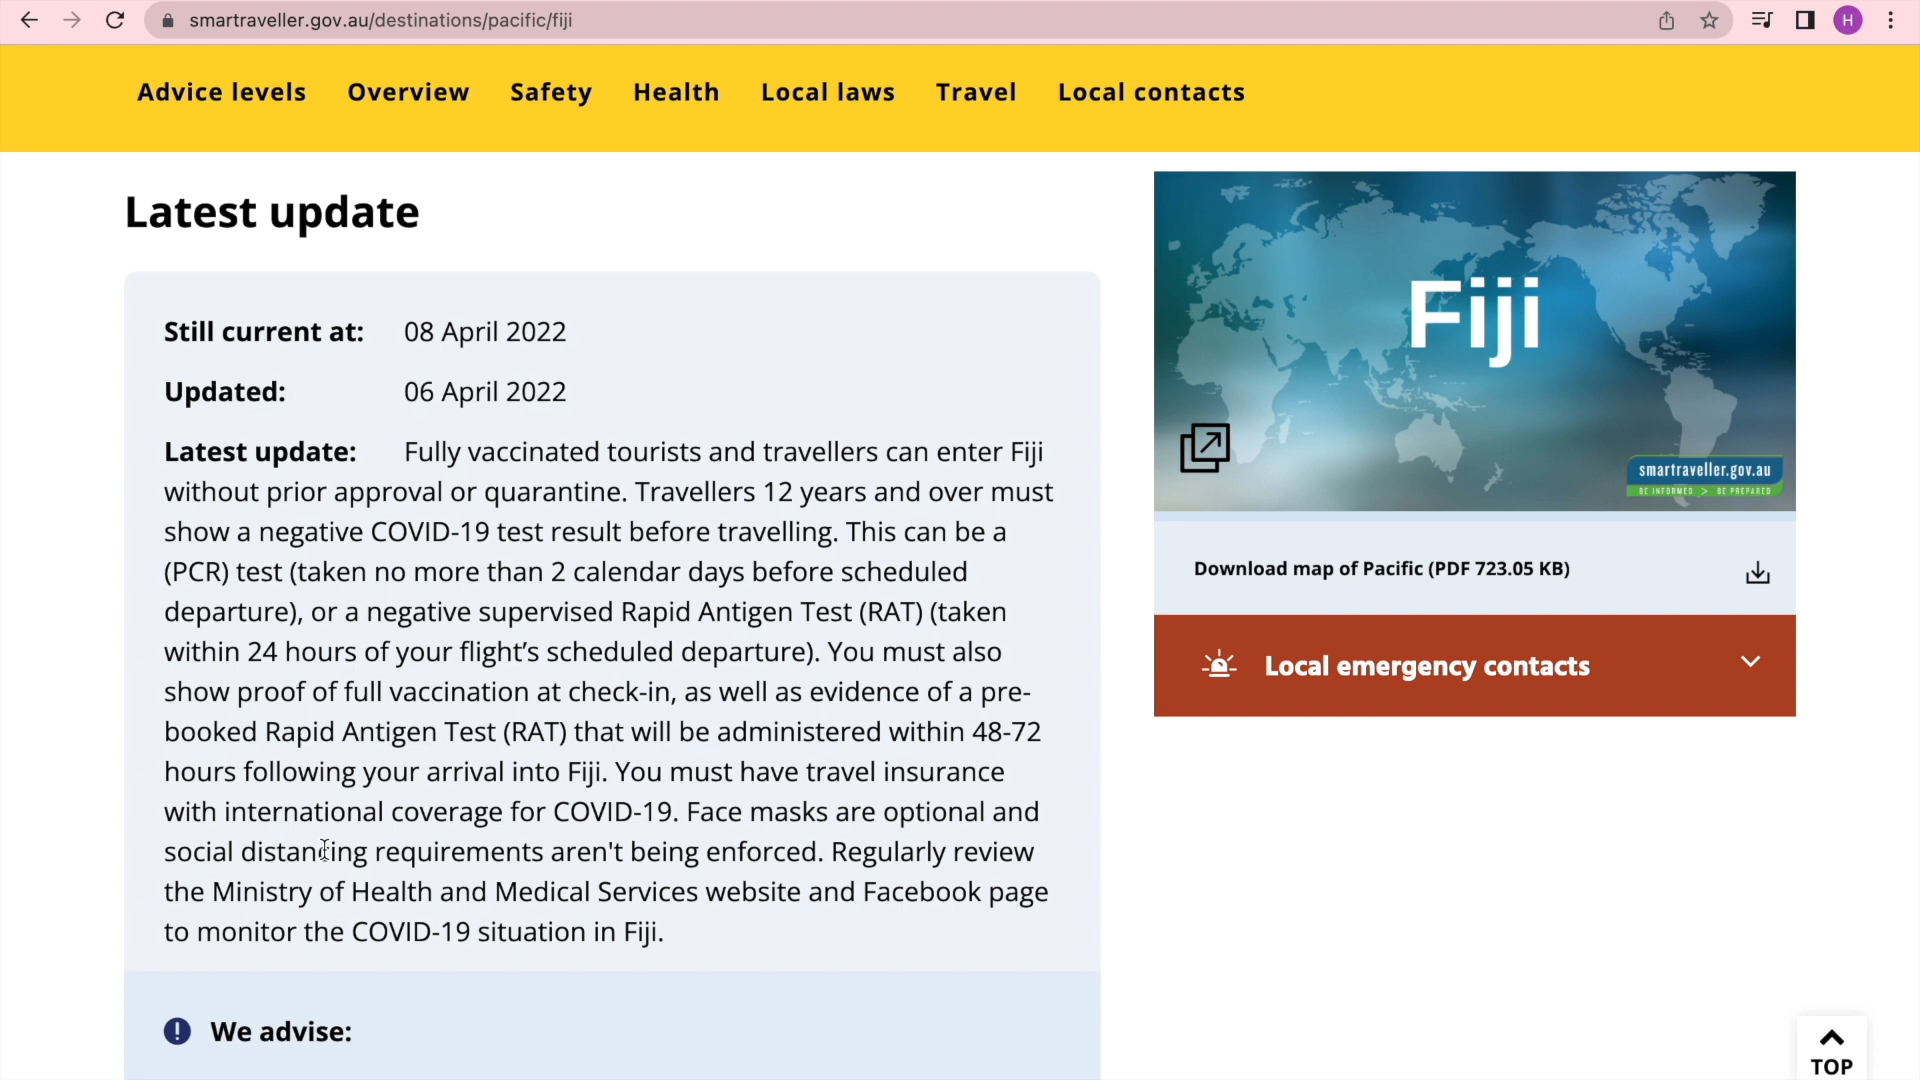 smartraveller.gov.au/destinations/pacific/fiji
H
Advice levels Overview Safety Health Local laws Travel Local contacts
Latest update
Still current at: 08 April 2022
Updated: 06 April 2022
Latest update: Fully vaccinated tourists and travellers can enter Fiji
without prior approval or quarantine. Travellers 12 years and over must
show a negative COVID-19 test result before travelling. This can be a
(PCR) test (taken no more than 2 calendar days before scheduled
departure), or a negative supervised Rapid Antigen Test (RAT) (taken
within 24 hours of your flight’s scheduled departure). You must also
show proof of full vaccination at check-in, as well as evidence of a pre-
booked Rapid Antigen Test (RAT) that will be administered within 48-72
hours following your arrival into Fiji. You must have travel insurance
with international coverage for COVID-19. Face masks are optional and
social distancing requirements aren't being enforced. Regularly review
the Ministry of Health and Medical Services website and Facebook page
to monitor the COVID-19 situation in Fiji.
We advise:
Fiji
smartraveller.gov.au
BE INFORMED > BE PREPARED
Download map of Pacific (PDF 723.05 KB)
Local emergency contacts
TOP